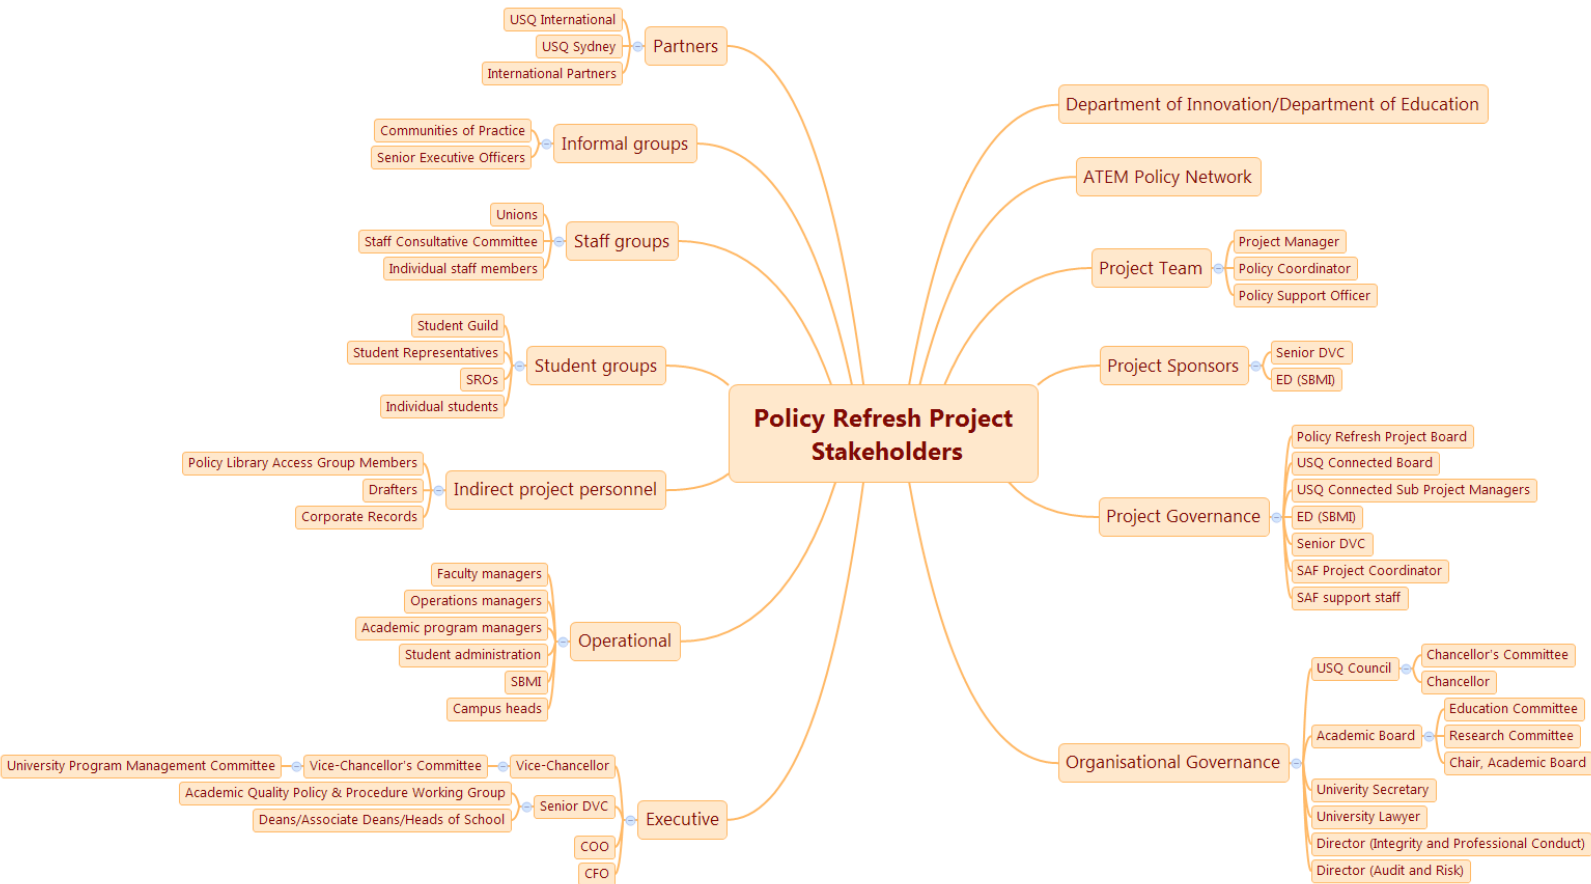 Policy Refresh Project
Stakeholders
Partners
USQ International
USQ Sydney
International Partners
Informal groups
Communities of Practice
Senior Executive Officers
Staff groups
Unions
Staff Consultative Committee
Individual staff members
Student groups
Student Guild
Student Representatives
SROs
Individual students
Indirect project personnel
Policy Library Access Group Members
Drafters
Corporate Records
Operational
Faculty managers
Operations managers
Academic program managers
Student administration
SBMI
Campus heads
Executive
Vice-Chancellor
Vice-Chancellor's Committee
University Program Management Committee
Senior DVC
Academic Quality Policy & Procedure Working Group
Deans/Associate Deans/Heads of School
COO
CFO
Department of Innovation/Department of Education
ATEM Policy Network
Project Team
Project Manager
Policy Coordinator
Policy Support Officer
Project Sponsors
Senior DVC
ED (SBMI)
Project Governance
Policy Refresh Project Board
USQ Connected Board
USQ Connected Sub Project Managers
ED (SBMI)
Senior DVC
SAF Project Coordinator
SAF support staff
Organisational Governance
USQ Council
Chancellor's Committee
Chancellor
Academic Board
Education Committee
Research Committee
Chair, Academic Board
Univerity Secretary
University Lawyer
Director (Integrity and Professional Conduct)
Director (Audit and Risk)